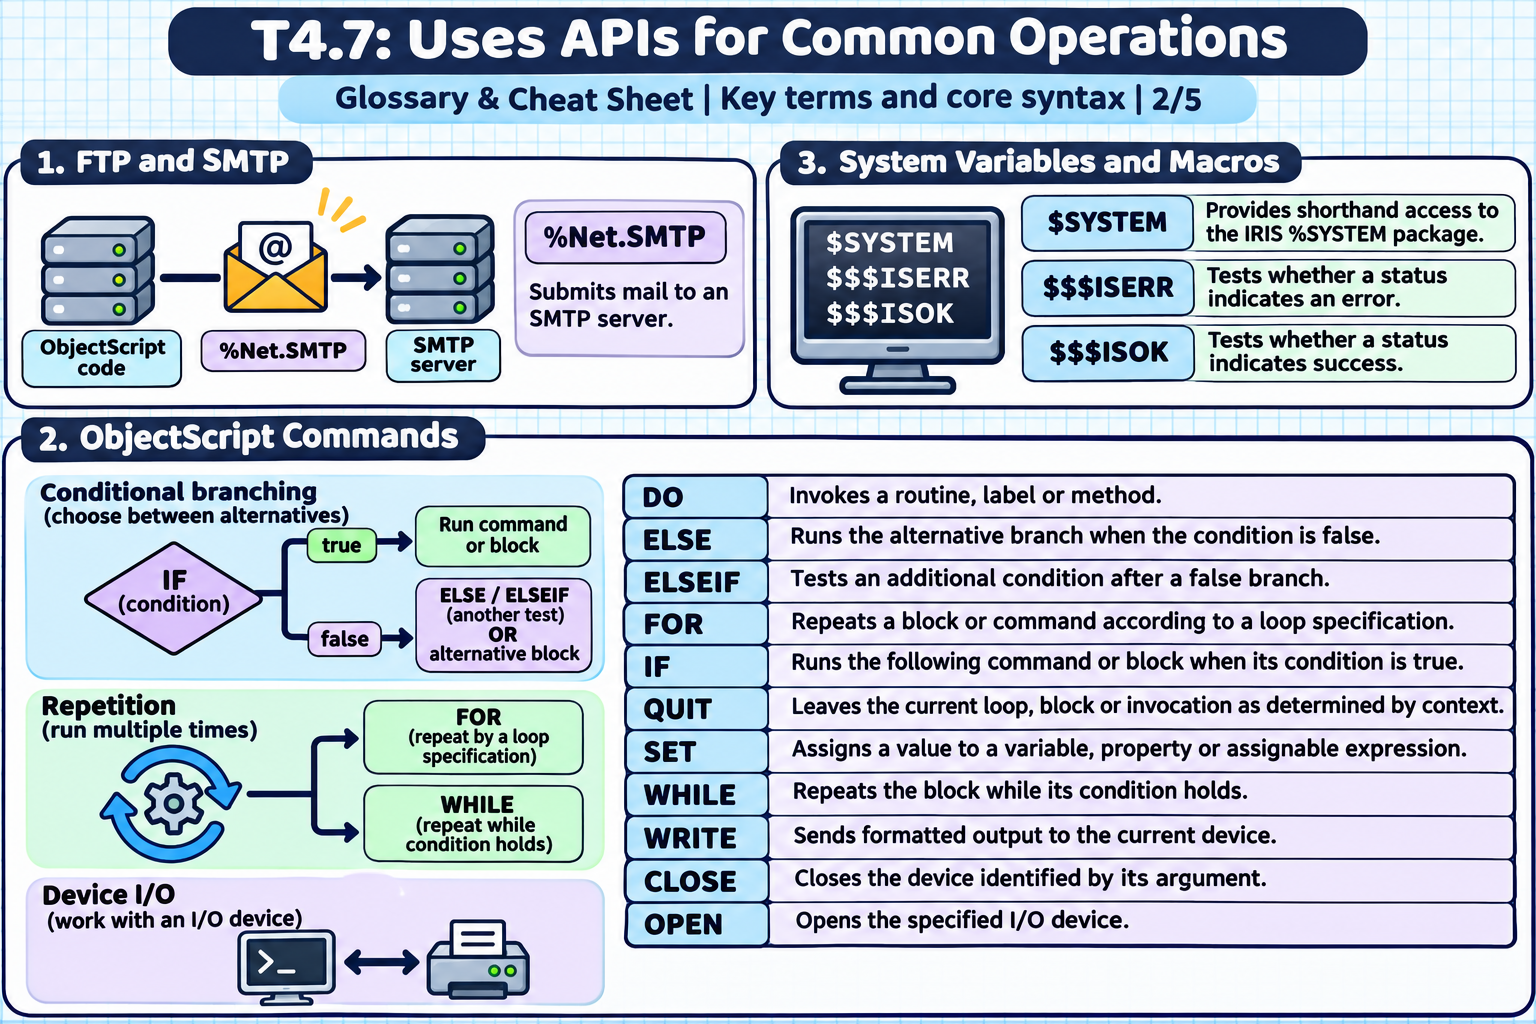 T4.7: Uses APIs for Common Operations
Glossary & Cheat Sheet | Key terms and core syntax | 2/5
1. FTP and SMTP
@
ObjectScript
code
%Net.SMTP
SMTP
server
%Net.SMTP
Submits mail to an
SMTP server.
3. System Variables and Macros
$SYSTEM
$$$ISERR
$$$ISOK
$SYSTEM
Provides shorthand access to
the IRIS %SYSTEM package.
$$$ISERR
Tests whether a status
indicates an error.
$$$ISOK
Tests whether a status
indicates success.
2. ObjectScript Commands
Conditional branching
(choose between alternatives)
IF
(condition)
true
Run command
or block
false
ELSE / ELSEIF
(another test)
OR
alternative block
Repetition
(run multiple times)
FOR
(repeat by a loop
specification)
WHILE
(repeat while
condition holds)
Device I/O
(work with an I/O device)
>_
DO Invokes a routine, label or method.
ELSE Runs the alternative branch when the condition is false.
ELSEIF Tests an additional condition after a false branch.
FOR Repeats a block or command according to a loop specification.
IF Runs the following command or block when its condition is true.
QUIT Leaves the current loop, block or invocation as determined by context.
SET Assigns a value to a variable, property or assignable expression.
WHILE Repeats the block while its condition holds.
WRITE Sends formatted output to the current device.
CLOSE Closes the device identified by its argument.
OPEN Opens the specified I/O device.